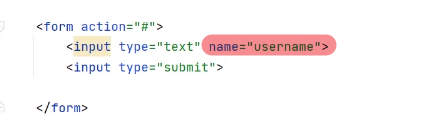 <form action="#">
<input type="text" name="username">
<input type="submit">
</form>